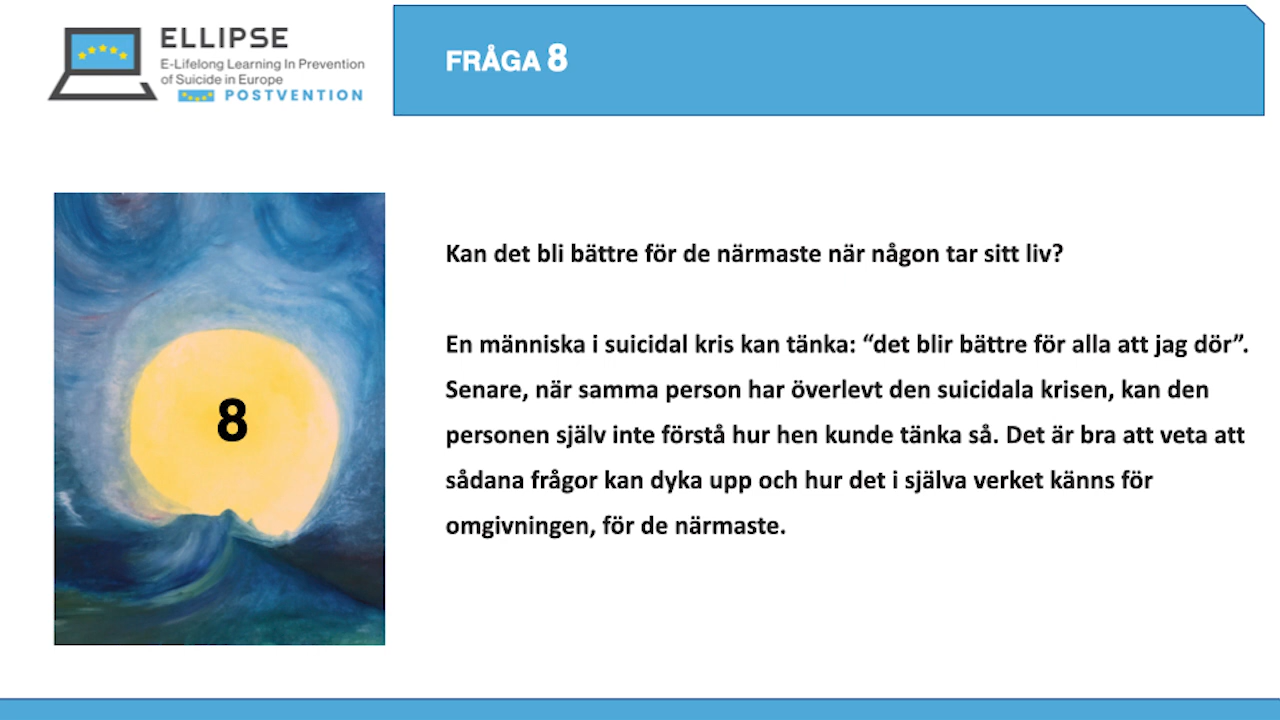 ELLIPSE
E-Lifelong Learning In Prevention
of Suicide in Europe
POSTVENTION
FRÅGA 8
8
Kan det bli bättre för de närmaste när någon tar sitt liv?
En människa i suicidal kris kan tänka: “det blir bättre för alla att jag dör”.
Senare, när samma person har överlevt den suicidala krisen, kan den
personen själv inte förstå hur hen kunde tänka så. Det är bra att veta att
sådana frågor kan dyka upp och hur det i själva verket känns för
omgivningen, för de närmaste.